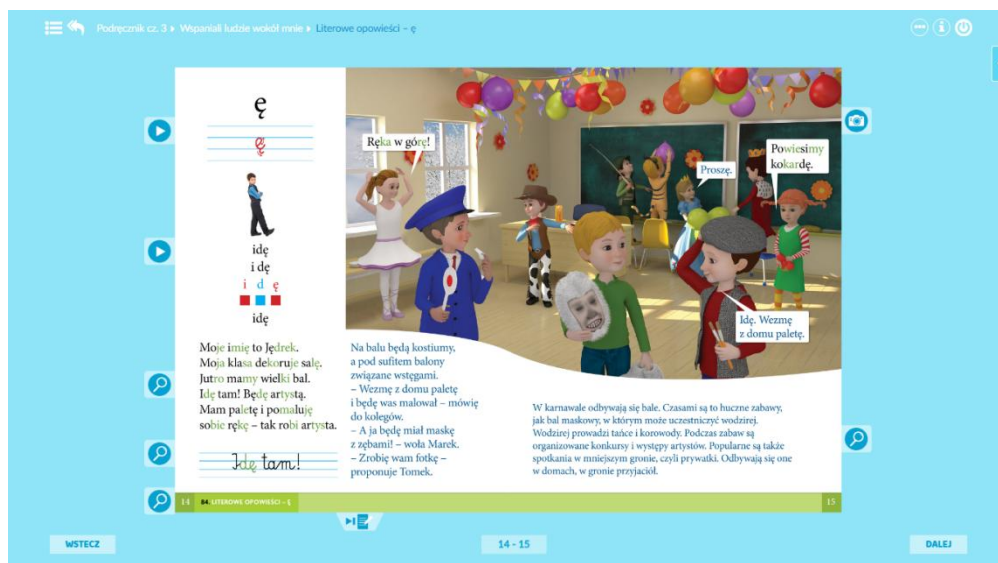 Podręcznik cz. 3 ▸ Wspaniali ludzie wokół mnie ▸ Literowe opowieści – ę
ę
ę
idę
i dę
i d ę
idę
Moje imię to Jędrek.
Moja klasa dekoruje salę.
Jutro mamy wielki bal.
Idę tam! Będę artystą.
Mam paletę i pomaluję
sobie rękę – tak robi artysta.
Idę tam!
Ręka w górę!
Proszę.
Powiesimy
kokardę.
Idę. Wezmę
z domu paletę.
Na balu będą kostiumy,
a pod sufitem balony
związane wstęgami.
– Wezmę z domu paletę
i będę was malował – mówię
do kolegów.
– A ja będę miał maskę
z zębami! – woła Marek.
– Zrobię wam fotkę –
proponuje Tomek.
W karnawale odbywają się bale. Czasami są to huczne zabawy,
jak bal maskowy, w którym może uczestniczyć wodzirej.
Wodzirej prowadzi tańce i korowody. Podczas zabaw są
organizowane konkursy i występy artystów. Popularne są także
spotkania w mniejszym gronie, czyli prywatki. Odbywają się one
w domach, w gronie przyjaciół.
14 84. LITEROWE OPOWIEŚCI – Ę
15
WSTECZ
14 - 15
DALEJ